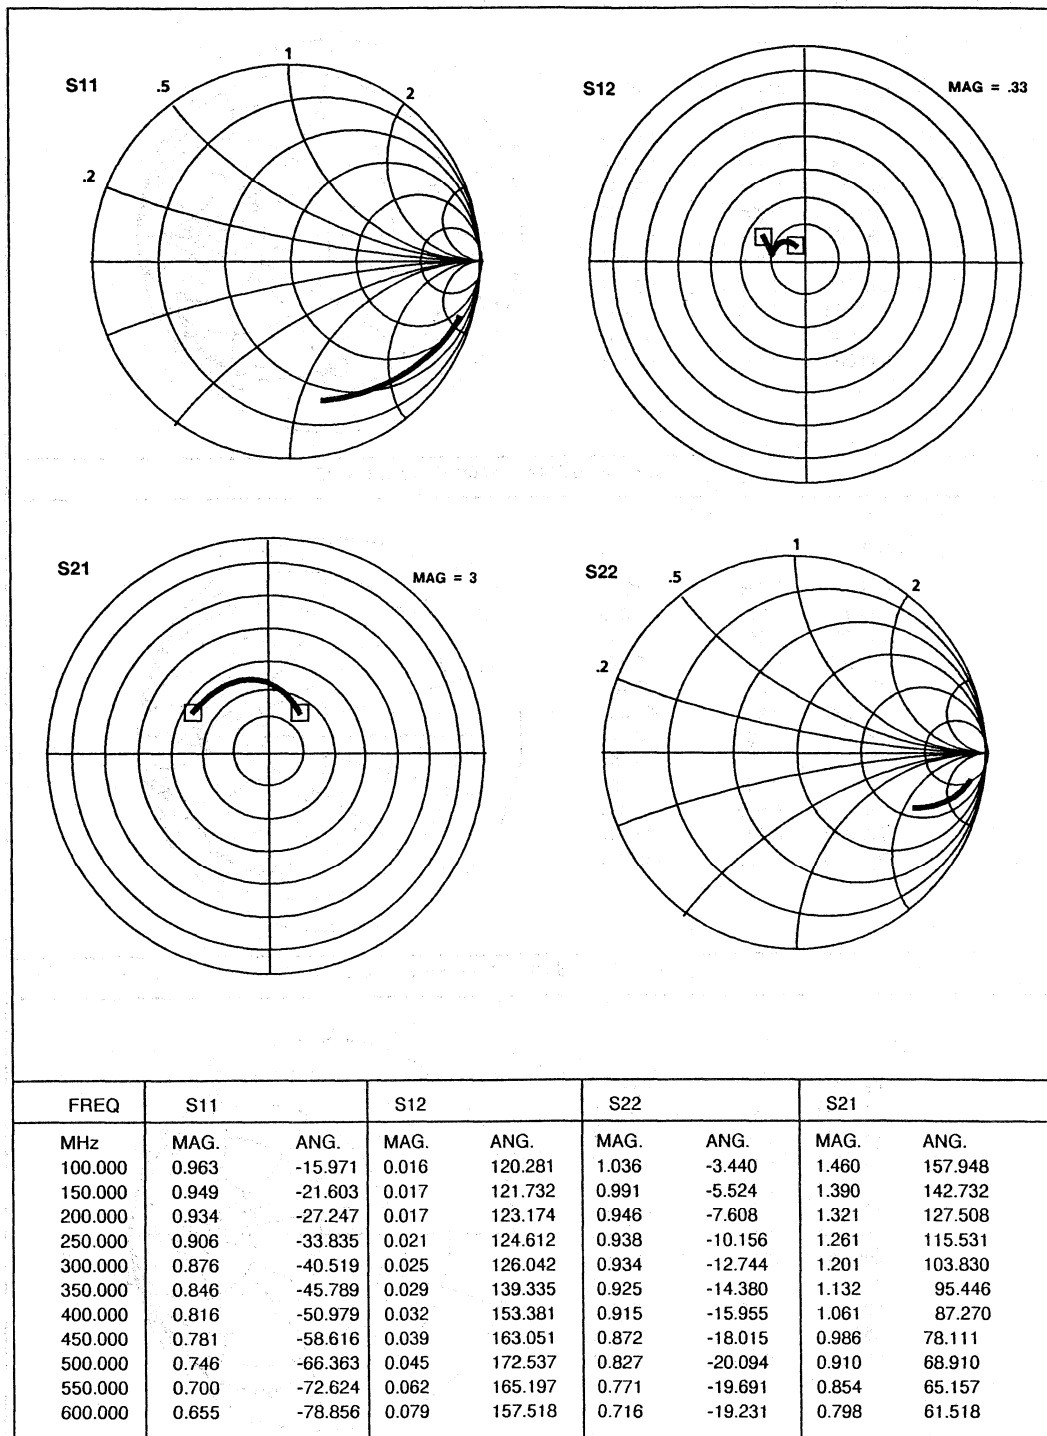 S11
.2
.5
1
2
S12
MAG = .33
S21
MAG = 3
S22
.2
.5
1
2
FREQ S11 S12 S22 S21
MHz MAG. ANG. MAG. ANG. MAG. ANG. MAG. ANG.
100.000 0.963 -15.971 0.016 120.281 1.036 -3.440 1.460 157.948
150.000 0.949 -21.603 0.017 121.732 0.991 -5.524 1.390 142.732
200.000 0.934 -27.247 0.017 123.174 0.946 -7.608 1.321 127.508
250.000 0.906 -33.835 0.021 124.612 0.938 -10.156 1.261 115.531
300.000 0.876 -40.519 0.025 126.042 0.934 -12.744 1.201 103.830
350.000 0.846 -45.789 0.029 139.335 0.925 -14.380 1.132 95.446
400.000 0.816 -50.979 0.032 153.381 0.915 -15.955 1.061 87.270
450.000 0.781 -58.616 0.039 163.051 0.872 -18.015 0.986 78.111
500.000 0.746 -66.363 0.045 172.537 0.827 -20.094 0.910 68.910
550.000 0.700 -72.624 0.062 165.197 0.771 -19.691 0.854 65.157
600.000 0.655 -78.856 0.079 157.518 0.716 -19.231 0.798 61.518